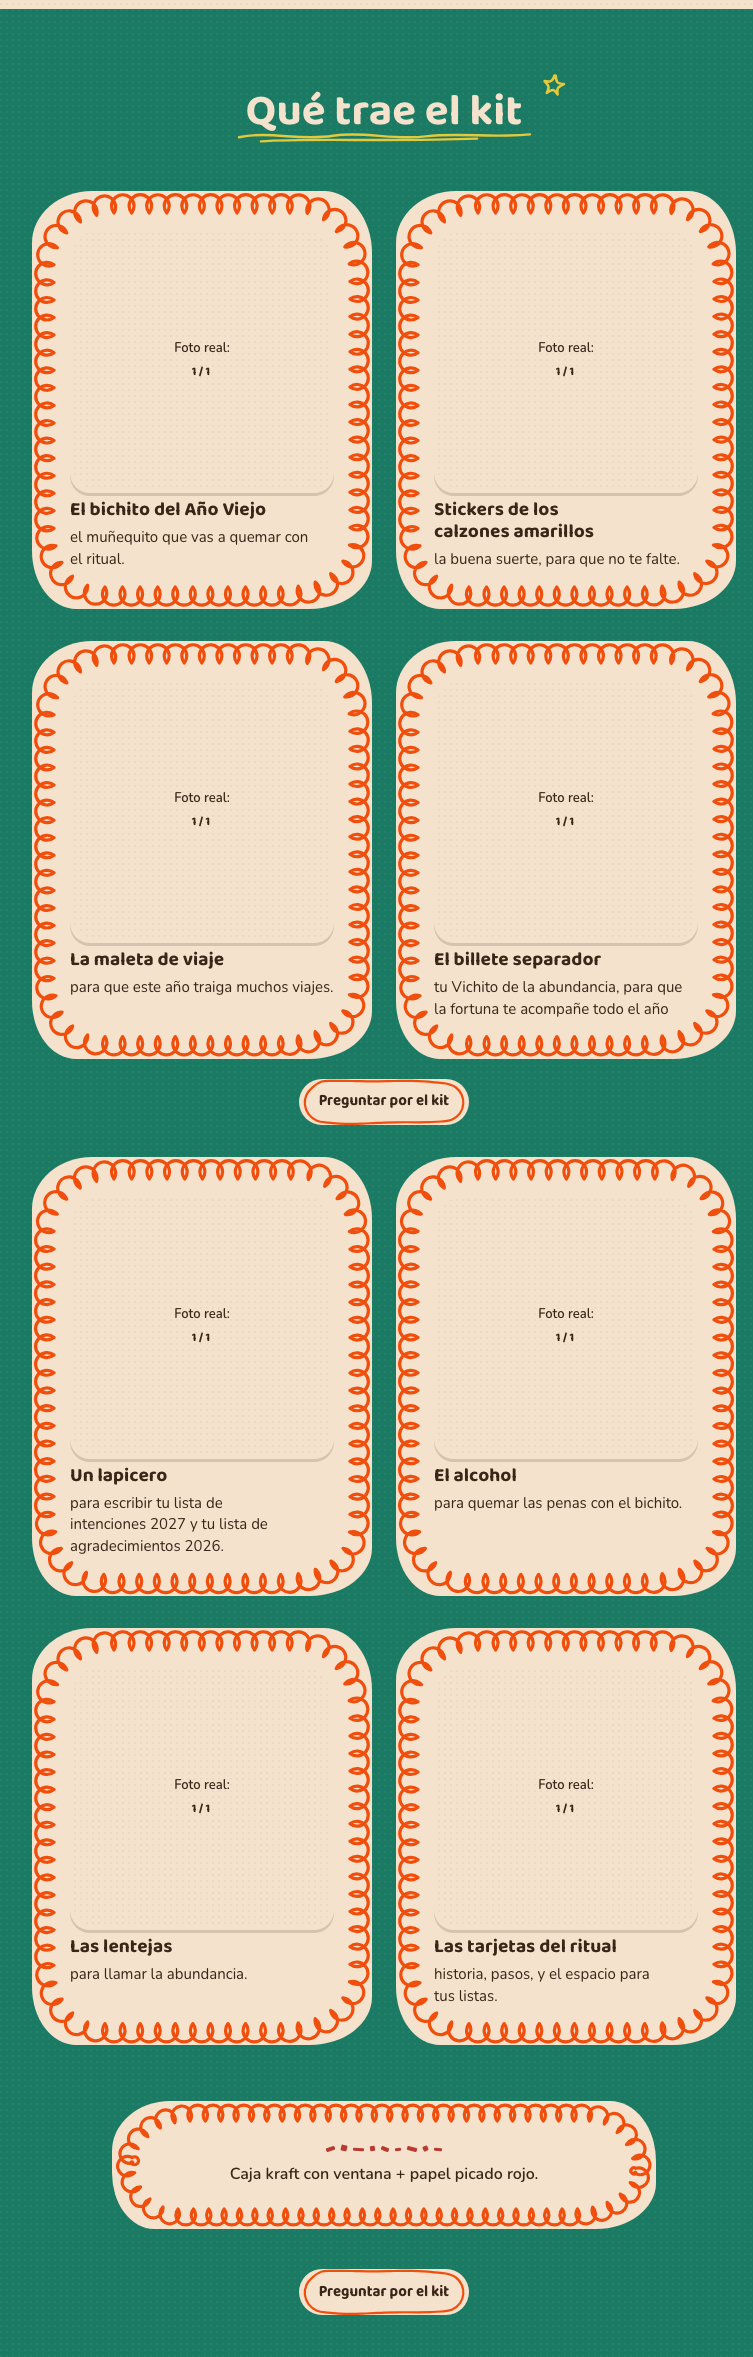 Qué trae el kit
Foto real:
1/1
El bichito del Año Viejo
el muñequito que vas a quemar con
el ritual.
Foto real:
1/1
Stickers de los
calzones amarillos
la buena suerte, para que no te falte.
Foto real:
1/1
La maleta de viaje
para que este año traiga muchos viajes.
Foto real:
1/1
El billete separador
tu Vichito de la abundancia, para que
la fortuna te acompañe todo el año
Preguntar por el kit
Foto real:
1/1
Un lapicero
para escribir tu lista de
intenciones 2027 y tu lista de
agradecimientos 2026.
Foto real:
1/1
El alcohol
para quemar las penas con el bichito.
Foto real:
1/1
Las lentejas
para llamar la abundancia.
Foto real:
1/1
Las tarjetas del ritual
historia, pasos, y el espacio para
tus listas.
Caja kraft con ventana + papel picado rojo.
Preguntar por el kit